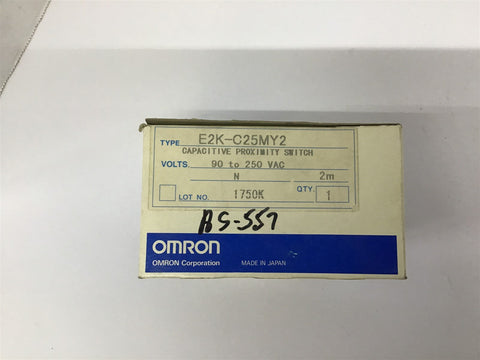 TYPE E2K-C25MY2
CAPACITIVE PROXIMITY SWITCH
VOLTS. 90 to 250 VAC
N 2m
LOT NO. 1750K QTY. 1
AS-557
OMRON
OMRON Corporation MADE IN JAPAN